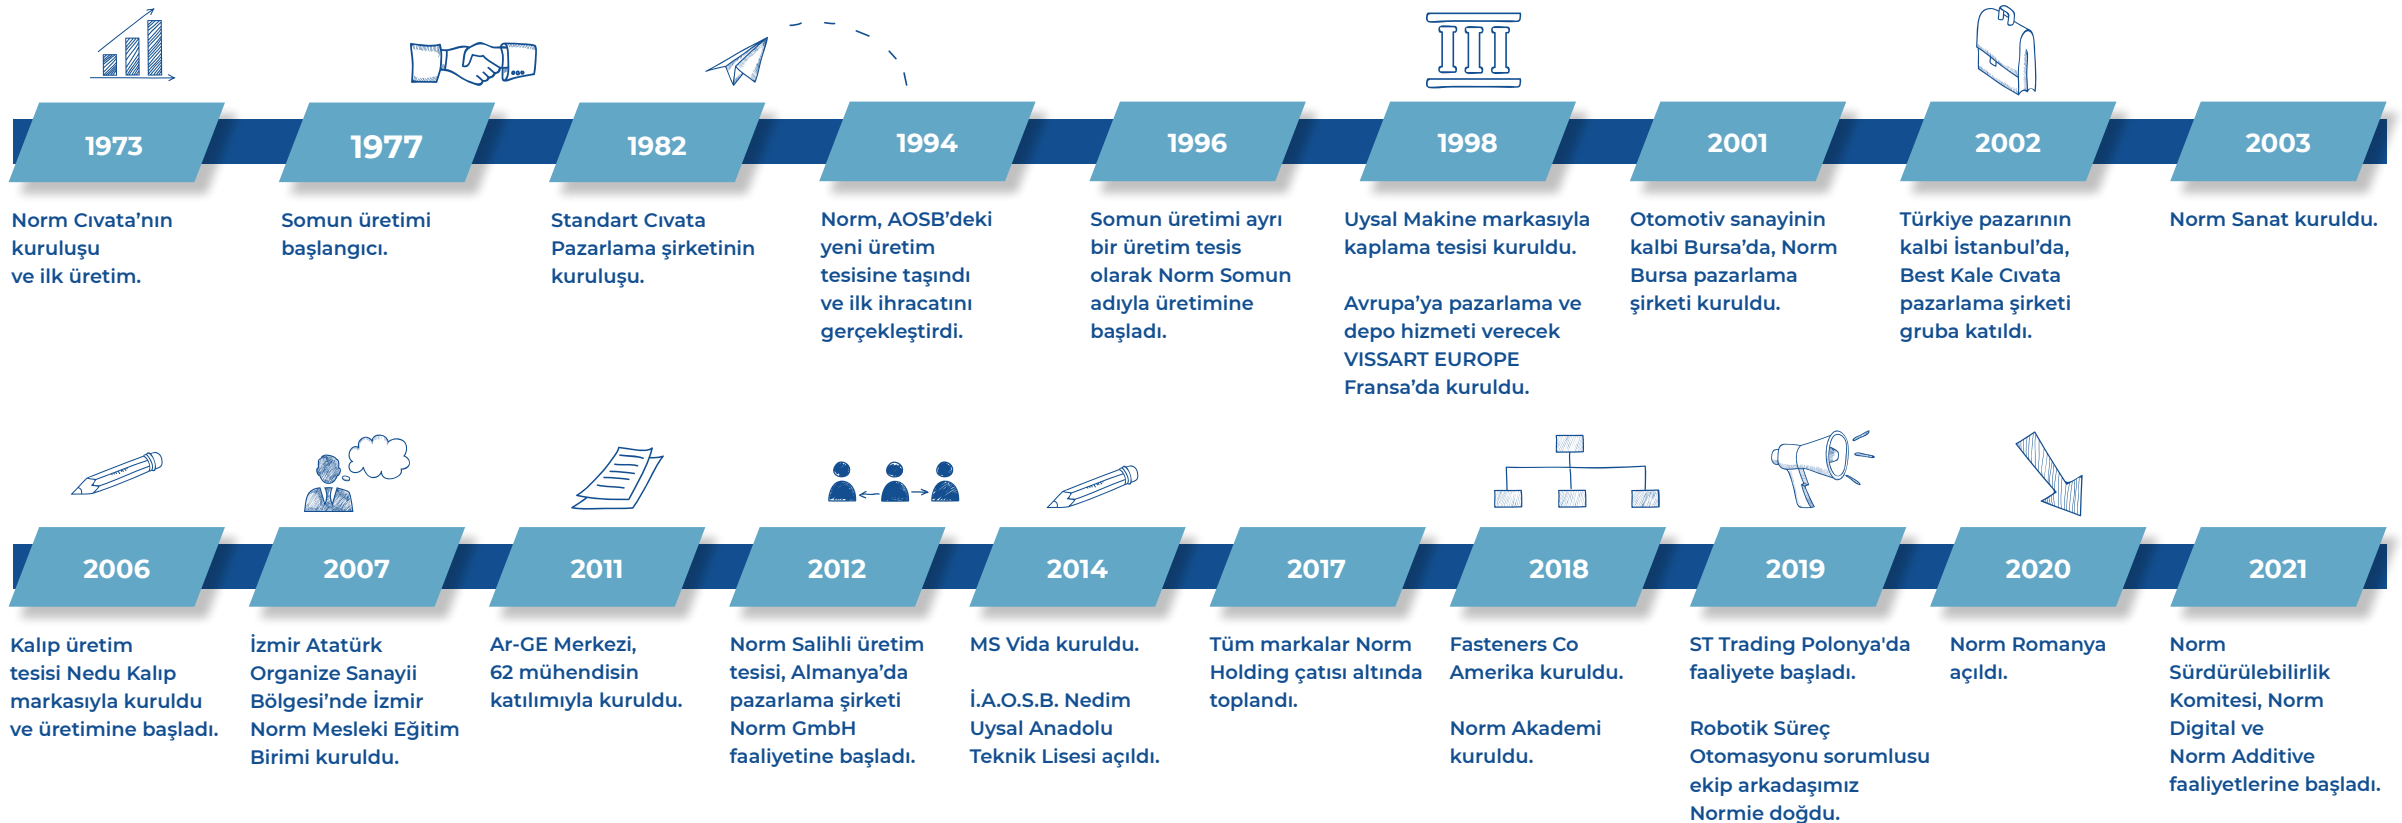 1973
Norm Cıvata’nın
kuruluşu
ve ilk üretim.
1977
Somun üretimi
başlangıcı.
1982
Standart Cıvata
Pazarlama şirketinin
kuruluşu.
1994
Norm, AOSB’deki
yeni üretim
tesisine taşındı
ve ilk ihracatını
gerçekleştirdi.
1996
Somun üretimi ayrı
bir üretim tesis
olarak Norm Somun
adıyla üretimine
başladı.
1998
Uysal Makine markasıyla
kaplama tesisi kuruldu.
Avrupa’ya pazarlama ve
depo hizmeti verecek
VISSART EUROPE
Fransa’da kuruldu.
2001
Otomotiv sanayinin
kalbi Bursa’da, Norm
Bursa pazarlama
şirketi kuruldu.
2002
Türkiye pazarının
kalbi İstanbul’da,
Best Kale Cıvata
pazarlama şirketi
gruba katıldı.
2003
Norm Sanat kuruldu.
2006
Kalıp üretim
tesisi Nedu Kalıp
markasıyla kuruldu
ve üretimine başladı.
2007
İzmir Atatürk
Organize Sanayii
Bölgesi’nde İzmir
Norm Mesleki Eğitim
Birimi kuruldu.
2011
Ar-GE Merkezi,
62 mühendisin
katılımıyla kuruldu.
2012
Norm Salihli üretim
tesisi, Almanya’da
pazarlama şirketi
Norm GmbH
faaliyetine başladı.
2014
MS Vida kuruldu.
İ.A.O.S.B. Nedim
Uysal Anadolu
Teknik Lisesi açıldı.
2017
Tüm markalar Norm
Holding çatısı altında
toplandı.
2018
Fasteners Co
Amerika kuruldu.
Norm Akademi
kuruldu.
2019
ST Trading Polonya'da
faaliyete başladı.
Robotik Süreç
Otomasyonu sorumlusu
ekip arkadaşımız
Normie doğdu.
2020
Norm Romanya
açıldı.
2021
Norm
Sürdürülebilirlik
Komitesi, Norm
Digital ve
Norm Additive
faaliyetlerine başladı.